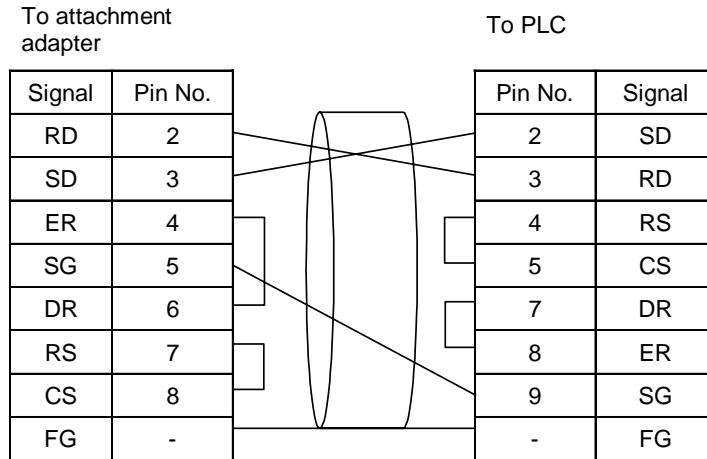 To attachment
adapter
To PLC
Signal Pin No. Pin No. Signal
RD 2 2 SD
SD 3 3 RD
ER 4 4 RS
SG 5 5 CS
DR 6 7 DR
RS 7 8 ER
CS 8 9 SG
FG - - FG